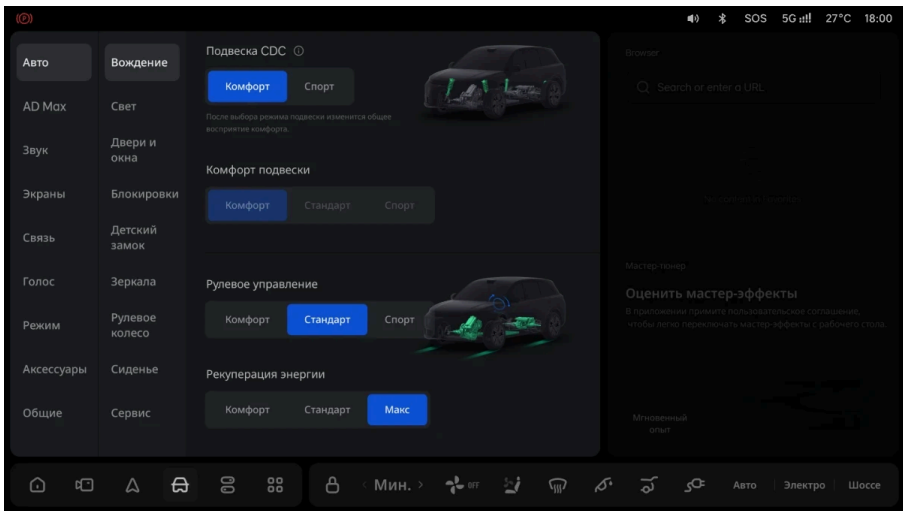 (P)
SOS
5G
27°C
18:00
Авто
AD Max
Звук
Экраны
Связь
Голос
Режим
Аксессуары
Общие
Вождение
Свет
Двери и
окна
Блокировки
Детский
замок
Зеркала
Рулевое
колесо
Сиденье
Сервис
Подвеска CDC
Комфорт Спорт
После выбора режима подвески изменится общее
восприятие комфорта.
Комфорт подвески
Комфорт Стандарт Спорт
Рулевое управление
Комфорт Стандарт Спорт
Рекуперация энергии
Комфорт Стандарт Макс
Browser
Search or enter a URL
Мастер-тюнер
Оценить мастер-эффекты
В приложении примите пользовательское соглашение,
чтобы легко переключать мастер-эффекты с рабочего стола.
Мгновенный
опыт
< Мин. >
OFF
Авто Электро Шоссе